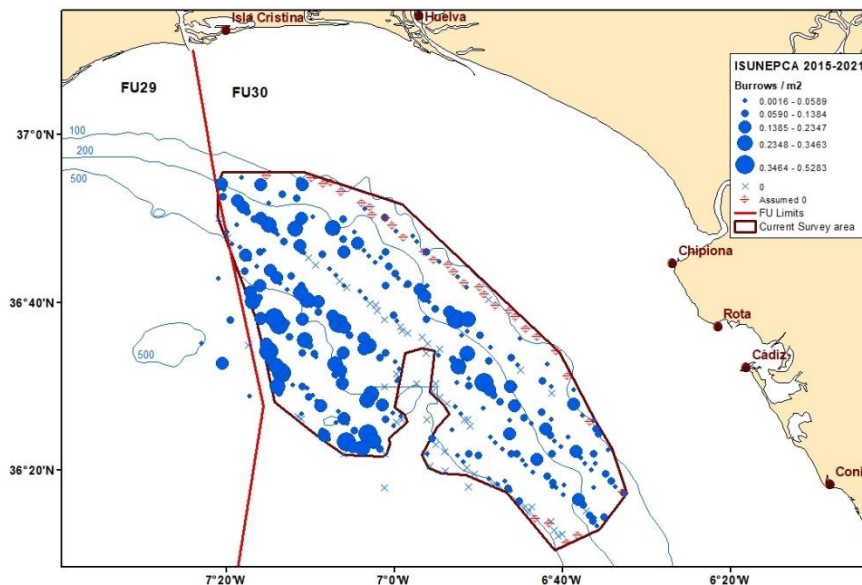 Isla Cristina
Huelva
FU29
FU30
ISUNEPCA 2015-2021
Burrows / m2
0.0016 - 0.0589
0.0590 - 0.1384
0.1385 - 0.2347
0.2348 - 0.3463
0.3464 - 0.5283
0
Assumed 0
FU Limits
Current Survey area
37°0'N
100
200
500
Chipiona
36°40'N
Rota
500
Cádiz
36°20'N
Coni
7°20'W
7°0'W
6°40'W
6°20'W